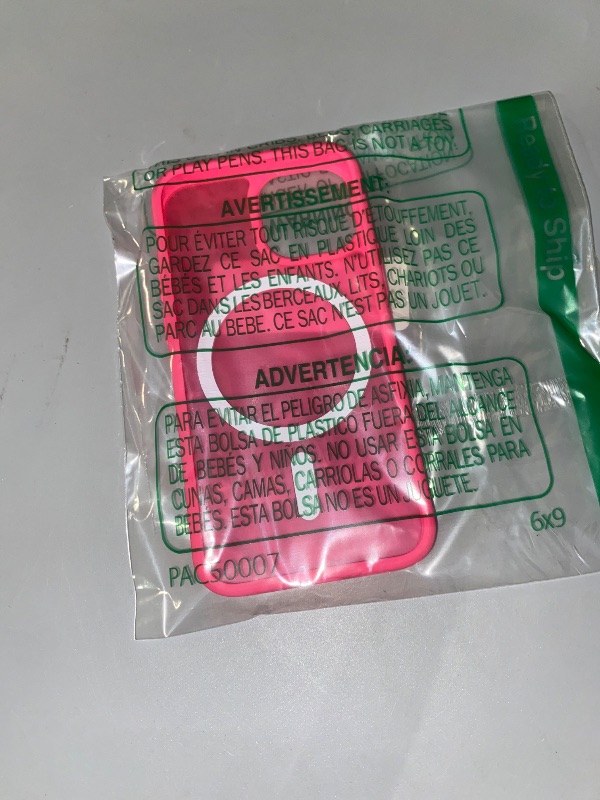 CARRIAGES
OR PLAY PENS. THIS BAG IS NOT A TOY.
AVERTISSEMENT:
POUR ÉVITER TOUT RISQUE D'ÉTOUFFEMENT,
GARDEZ CE SAC EN PLASTIQUE LOIN DES
BÉBÉS ET LES ENFANTS. N'UTILISEZ PAS CE
SAC DANS LES BERCEAUX, LITS, CHARIOTS OU
PARC AU BEBE. CE SAC N'EST PAS UN JOUET.
ADVERTENCIA:
PARA EVITAR EL PELIGRO DE ASFIXIA, MANTENGA
ESTA BOLSA DE PLASTICO FUERA DEL ALCANCE
DE BEBÉS Y NIÑOS. NO USAR ESTA BOLSA EN
CUNAS, CAMAS, CARRIOLAS O CORRALES PARA
BEBÉS. ESTA BOLSA NO ES UN JUGUETE.
PAC50007
6x9
Ready to Ship